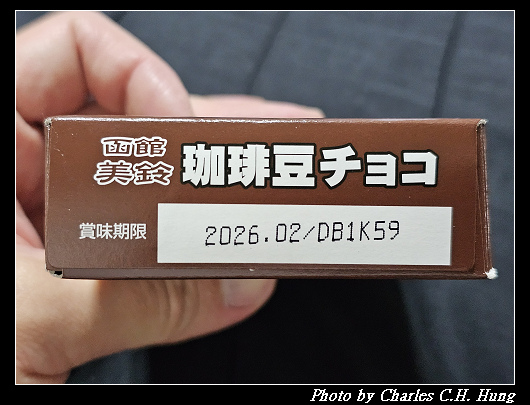 函館
美鈴
珈琲豆チョコ
賞味期限
2026.02/DB1K59
Photo by Charles C.H. Hung